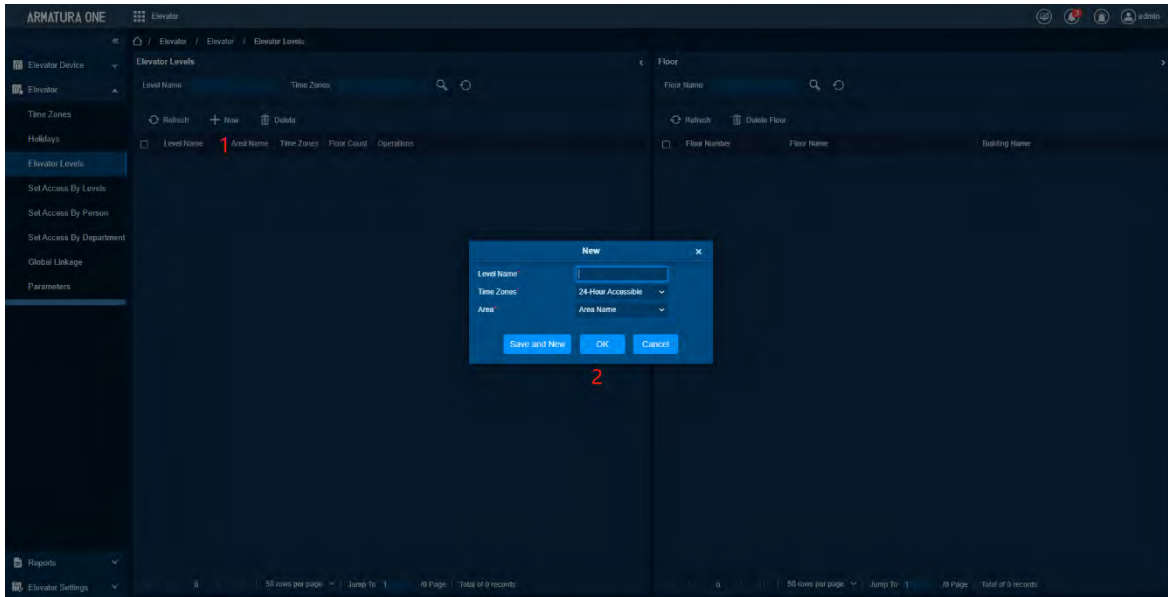 ARMATURA ONE
Elevator
admin
/ Elevator / Elevator / Elevator Levels
Elevator Device
Elevator
Time Zones
Holidays
Elevator Levels
Set Access By Levels
Set Access By Person
Set Access By Department
Global Linkage
Parameters
Reports
Elevator Settings
Elevator Levels
Level Name Time Zones
Refresh New Delete
1
Level Name Area Name Time Zones Floor Count Operations
0 50 rows per page Jump To 1 /0 Page Total of 0 records
Floor
Floor Name
Refresh Delete Floor
Floor Number Floor Name Building Name
0 50 rows per page Jump To 1 /0 Page Total of 0 records
New
Level Name
Time Zones 24-Hour Accessible
Area* Area Name
Save and New OK Cancel
2